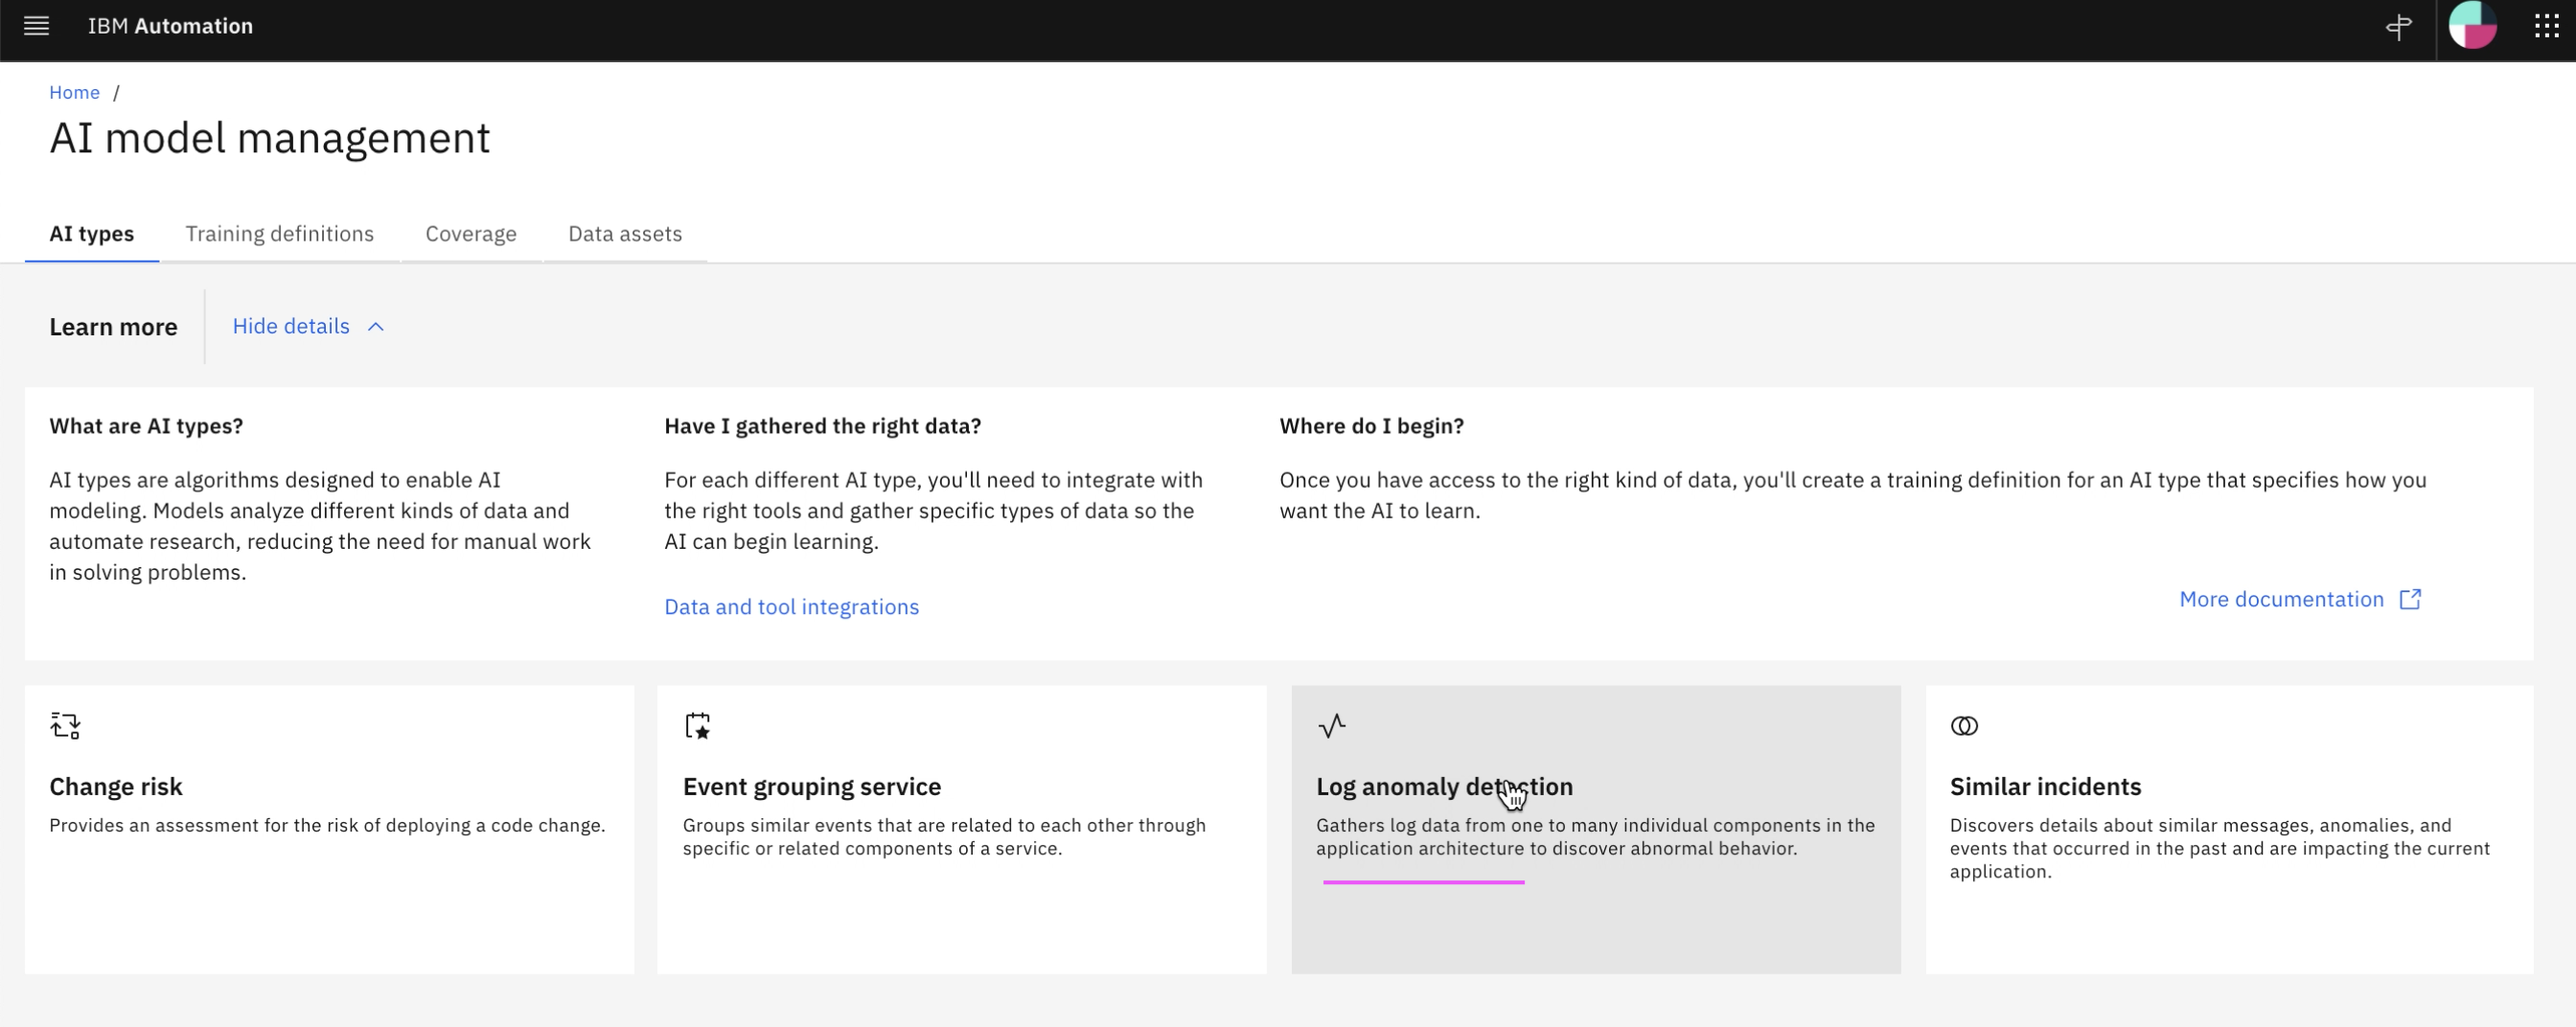 IBM Automation
Home /
AI model management
AI types Training definitions Coverage Data assets
Learn more Hide details
What are AI types?
AI types are algorithms designed to enable AI
modeling. Models analyze different kinds of data and
automate research, reducing the need for manual work
in solving problems.
Have I gathered the right data?
For each different AI type, you'll need to integrate with
the right tools and gather specific types of data so the
AI can begin learning.
Data and tool integrations
Where do I begin?
Once you have access to the right kind of data, you'll create a training definition for an AI type that specifies how you
want the AI to learn.
More documentation
Change risk
Provides an assessment for the risk of deploying a code change.
Event grouping service
Groups similar events that are related to each other through
specific or related components of a service.
Log anomaly detection
Gathers log data from one to many individual components in the
application architecture to discover abnormal behavior.
Similar incidents
Discovers details about similar messages, anomalies, and
events that occurred in the past and are impacting the current
application.